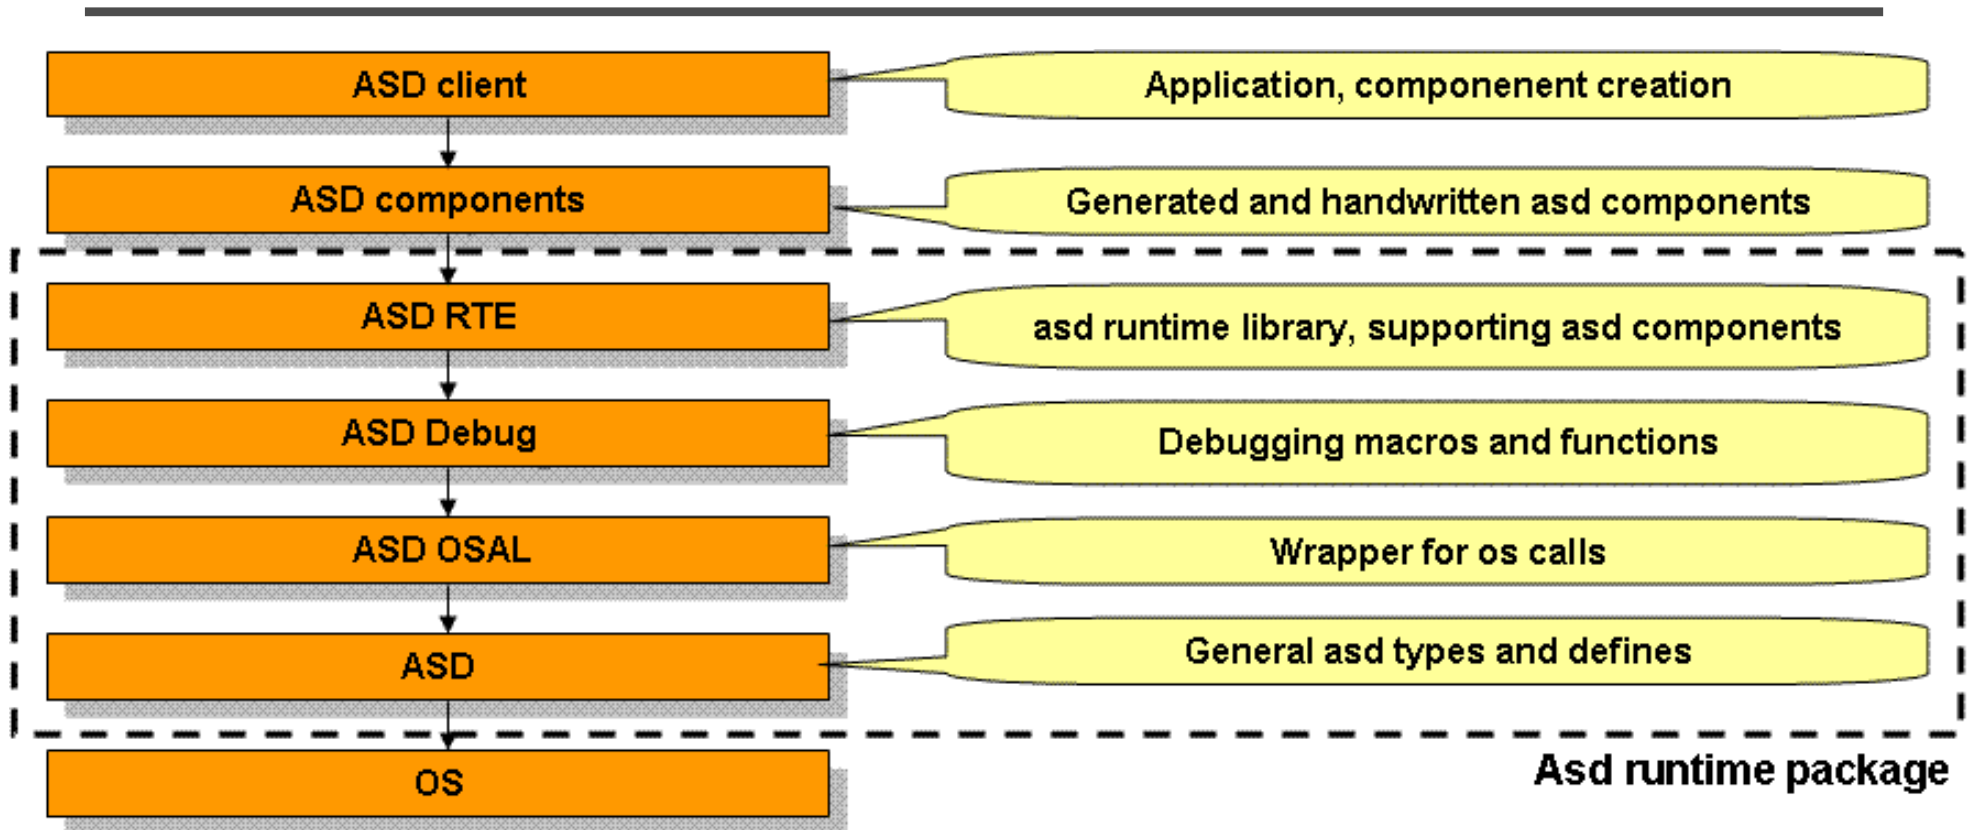 ASD client
Application, componenent creation
ASD components
Generated and handwritten asd components
ASD RTE
asd runtime library, supporting asd components
ASD Debug
Debugging macros and functions
ASD OSAL
Wrapper for os calls
ASD
General asd types and defines
OS
Asd runtime package